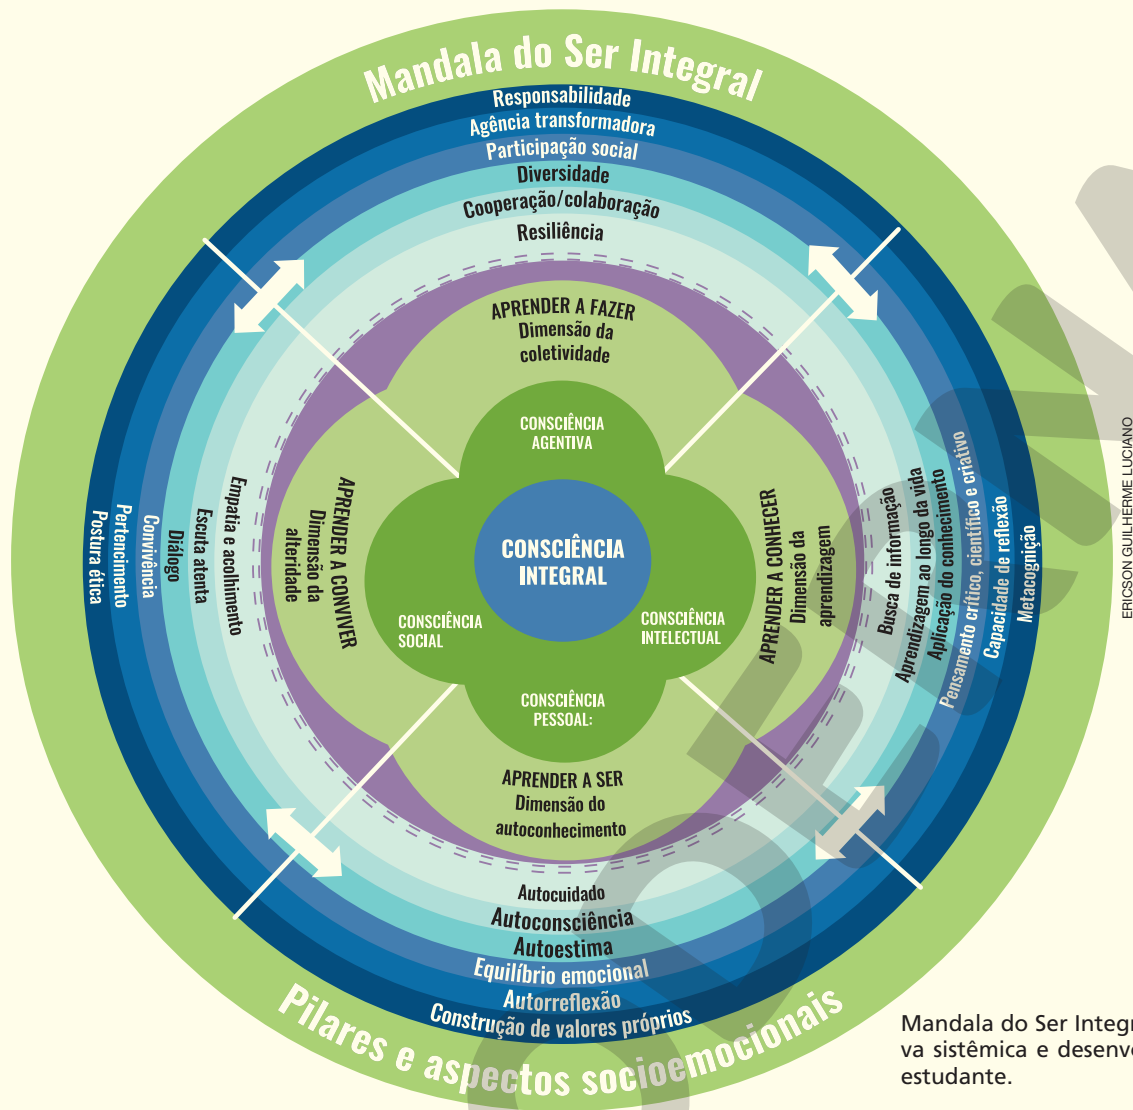 Mandala do Ser Integral
Responsabilidade
Agência transformadora
Participação social
Diversidade
Cooperação/colaboração
Resiliência
APRENDER A FAZER
Dimensão da
coletividade
CONSCIÊNCIA
AGENTIVA
Postura ética
Pertencimento
Convivência
Diálogo
Escuta atenta
Empatia e acolhimento
APRENDER A CONVIVER
Dimensão da
alteridade
CONSCIÊNCIA
SOCIAL
CONSCIÊNCIA
INTEGRAL
CONSCIÊNCIA
INTELECTUAL
APRENDER A CONHECER
Dimensão da
aprendizagem
Busca de informação
Aprendizagem ao longo da vida
Aplicação do conhecimento
Pensamento crítico, científico e criativo
Capacidade de reflexão
Metacognição
CONSCIÊNCIA
PESSOAL:
APRENDER A SER
Dimensão do
autoconhecimento
Autocuidado
Autoconsciência
Autoestima
Equilíbrio emocional
Autorreflexão
Construção de valores próprios
Pilares e aspectos socioemocionais
ERICSON GUILHERME LUCIANO
Mandala do Ser Integr
va sistêmica e desenvo
estudante.